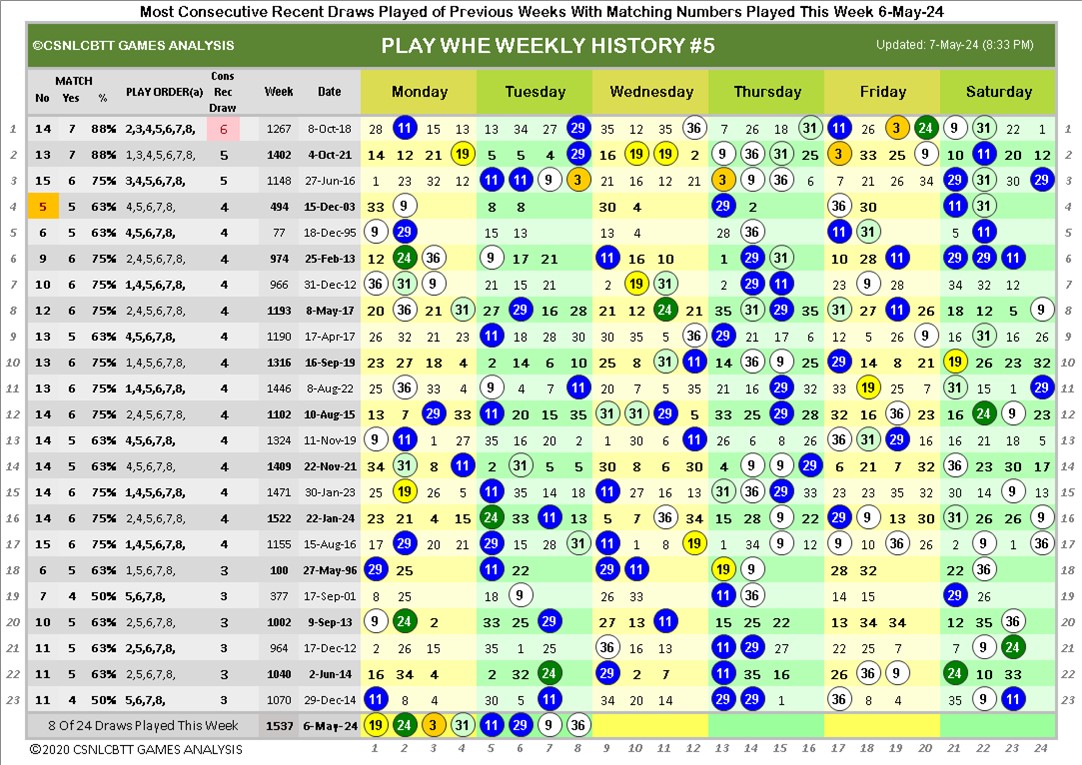 Most Consecutive Recent Draws Played of Previous Weeks With Matching Numbers Played This Week 6-May-24
©CSNLCBTT GAMES ANALYSIS PLAY WHE WEEKLY HISTORY #5 Updated: 7-May-24 (8:33 PM)
No MATCH Yes % PLAY ORDER(a) Cons Rec Draw Week Date Monday Tuesday Wednesday Thursday Friday Saturday
1 14 7 88% 2,3,4,5,6,7,8, 6 1267 8-Oct-18 28 11 15 13 13 34 27 29 35 12 35 12 36 7 26 18 31 11 26 3 24 9 31 22 1 1
2 13 7 88% 1,3,4,5,6,7,8, 5 1402 4-Oct-21 14 12 21 19 5 5 4 29 16 19 11 2 9 36 31 25 3 33 25 9 10 11 20 12 2
3 15 6 75% 3,4,5,6,7,8, 5 1148 27-Jun-16 1 23 32 12 11 11 9 3 21 16 12 21 3 9 36 6 7 21 26 34 29 31 30 29 3
4 5 5 63% 4,5,6,7,8, 4 494 15-Dec-03 33 9 8 8 30 4 29 2 36 30 11 31 4
5 6 5 63% 4,5,6,7,8, 4 77 18-Dec-95 9 29 15 13 13 4 28 36 11 31 5 11 5
6 9 6 75% 2,4,5,6,7,8, 4 974 25-Feb-13 12 24 36 9 17 21 11 16 10 1 29 31 10 28 11 29 29 11 6
7 10 6 75% 1,4,5,6,7,8, 4 966 31-Dec-12 36 31 9 21 15 21 2 19 31 2 29 11 23 9 28 34 32 12 7
8 12 6 75% 2,4,5,6,7,8, 4 1193 8-May-17 20 36 21 31 27 29 16 28 21 12 24 21 35 31 29 35 31 27 11 26 18 12 5 9 8
9 13 5 63% 4,5,6,7,8, 4 1190 17-Apr-17 26 32 21 23 11 18 28 30 30 35 5 36 29 21 17 6 12 5 26 9 16 31 16 26 9
10 13 6 75% 1,4,5,6,7,8, 4 1316 16-Sep-19 23 27 18 4 2 14 6 10 25 8 31 11 14 36 9 25 29 14 8 21 19 26 23 32 10
11 13 6 75% 1,4,5,6,7,8, 4 1446 8-Aug-22 25 36 33 4 9 4 7 11 20 7 5 35 21 16 29 32 33 19 25 7 31 15 1 29 11
12 14 6 75% 2,4,5,6,7,8, 4 1102 10-Aug-15 13 7 29 33 11 20 15 35 31 31 29 5 33 25 29 28 32 16 36 23 16 24 9 23 12
13 14 5 63% 4,5,6,7,8, 4 1324 11-Nov-19 9 11 1 27 35 16 20 2 1 30 6 11 26 6 8 26 36 31 29 16 16 21 18 5 13
14 14 5 63% 4,5,6,7,8, 4 1409 22-Nov-21 34 31 8 11 2 31 5 5 30 8 6 30 4 9 9 29 6 21 7 32 36 23 30 17 14
15 14 6 75% 1,4,5,6,7,8, 4 1471 30-Jan-23 25 19 26 5 11 35 14 18 11 27 16 13 31 36 29 33 23 23 35 32 30 14 9 13 15
16 14 6 75% 2,4,5,6,7,8, 4 1522 22-Jan-24 23 21 4 15 24 33 11 13 5 7 36 34 15 28 9 22 29 9 13 30 31 26 26 9 16
17 15 6 75% 1,4,5,6,7,8, 4 1155 15-Aug-16 17 29 20 21 29 15 28 31 11 1 8 19 1 34 9 12 9 10 36 26 2 9 1 36 17
18 6 5 63% 1,5,6,7,8, 3 100 27-May-96 29 25 11 22 29 11 19 9 28 32 22 36 18
19 7 4 50% 5,6,7,8, 3 377 17-Sep-01 8 25 18 9 26 33 11 36 14 15 29 26 19
20 10 5 63% 2,5,6,7,8, 3 1002 9-Sep-13 9 24 2 33 25 29 27 13 11 15 25 22 13 34 34 12 35 36 20
21 11 5 63% 2,5,6,7,8, 3 964 17-Dec-12 2 26 15 35 1 25 36 16 13 11 29 27 22 25 7 7 9 24 21
22 11 5 63% 2,5,6,7,8, 3 1040 2-Jun-14 16 34 4 2 32 24 29 2 7 11 35 16 26 36 9 24 10 33 22
23 11 4 50% 5,6,7,8, 3 1070 29-Dec-14 11 8 4 30 5 11 34 20 14 29 29 1 36 8 4 35 9 11 23
8 Of 24 Draws Played This Week 1537 6-May-24 19 24 3 31 11 29 9 36
©2020 CSNLCBTT GAMES ANALYSIS 1 2 3 4 5 6 7 8 9 10 11 12 13 14 15 16 17 18 19 20 21 22 23 24